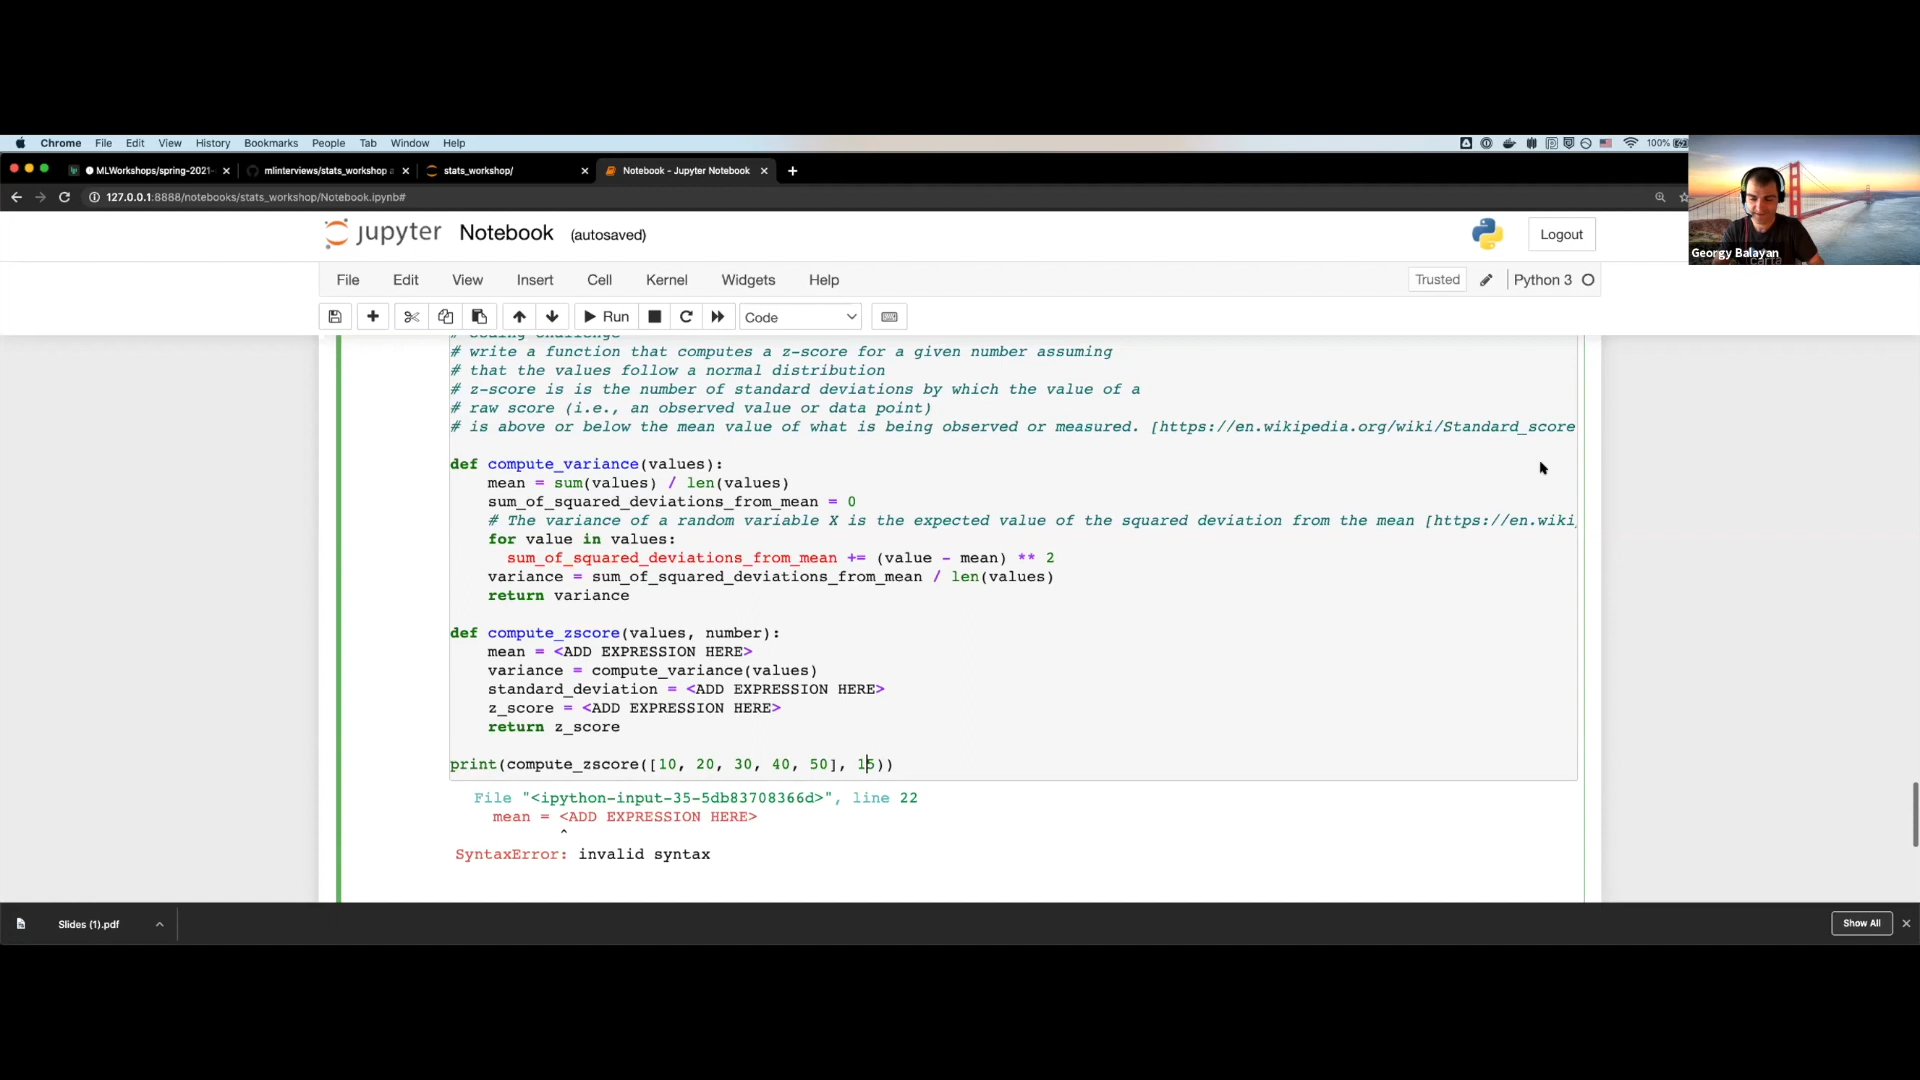 Chrome File Edit View History Bookmarks People Tab Window Help 100%
MLWorkshops/spring-2021- mlinterviews/stats_workshop a stats_workshop/ Notebook - Jupyter Notebook
127.0.0.1:8888/notebooks/stats_workshop/Notebook.ipynb#
jupyter Notebook (autosaved) Logout
Georgy Balayan
File Edit View Insert Cell Kernel Widgets Help Trusted Python 3
Run Code
# coding challenge
# write a function that computes a z-score for a given number assuming
# that the values follow a normal distribution
# z-score is is the number of standard deviations by which the value of a
# raw score (i.e., an observed value or data point)
# is above or below the mean value of what is being observed or measured. [https://en.wikipedia.org/wiki/Standard_score
def compute_variance(values):
mean = sum(values) / len(values)
sum_of_squared_deviations_from_mean = 0
# The variance of a random variable X is the expected value of the squared deviation from the mean [https://en.wiki
for value in values:
sum_of_squared_deviations_from_mean += (value - mean) ** 2
variance = sum_of_squared_deviations_from_mean / len(values)
return variance
def compute_zscore(values, number):
mean = <ADD EXPRESSION HERE>
variance = compute_variance(values)
standard_deviation = <ADD EXPRESSION HERE>
z_score = <ADD EXPRESSION HERE>
return z_score
print(compute_zscore([10, 20, 30, 40, 50], 15))
File "<ipython-input-35-5db83708366d>", line 22
mean = <ADD EXPRESSION HERE>
^
SyntaxError: invalid syntax
Slides (1).pdf Show All